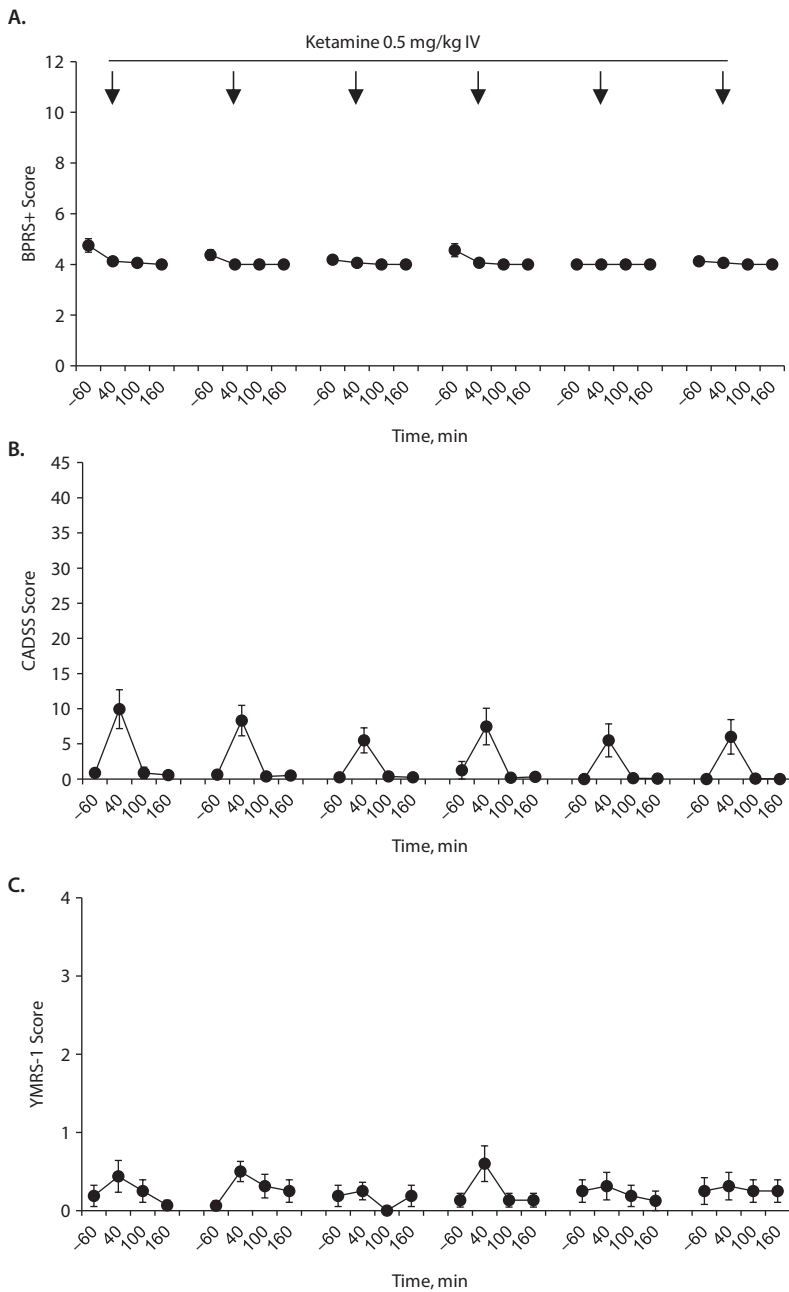 A.
Ketamine 0.5 mg/kg IV
12
10
8
6
4
2
0
BPRS+ Score
–60 40 100 160 –60 40 100 160 –60 40 100 160 –60 40 100 160 –60 40 100 160 –60 40 100 160
Time, min
B.
45
40
35
30
25
20
15
10
5
0
CADSS Score
–60 40 100 160 –60 40 100 160 –60 40 100 160 –60 40 100 160 –60 40 100 160 –60 40 100 160
Time, min
C.
4
3
2
1
0
YMRS-1 Score
–60 40 100 160 –60 40 100 160 –60 40 100 160 –60 40 100 160 –60 40 100 160 –60 40 100 160
Time, min